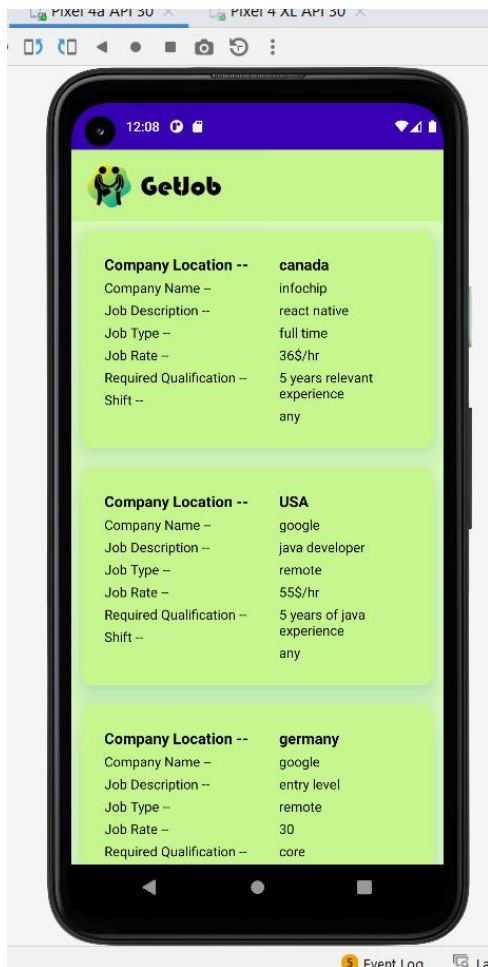 Pixel 4a API 30 × Pixel 4 XL API 30 ×
12:08
GetJob
Company Location -- canada
Company Name -- infochip
Job Description -- react native
Job Type -- full time
Job Rate -- 36$/hr
Required Qualification -- 5 years relevant
experience
Shift --
any
Company Location -- USA
Company Name -- google
Job Description -- java developer
Job Type -- remote
Job Rate -- 55$/hr
Required Qualification -- 5 years of java
experience
Shift --
any
Company Location -- germany
Company Name -- google
Job Description -- entry level
Job Type -- remote
Job Rate -- 30
Required Qualification -- core
5 Event Log La